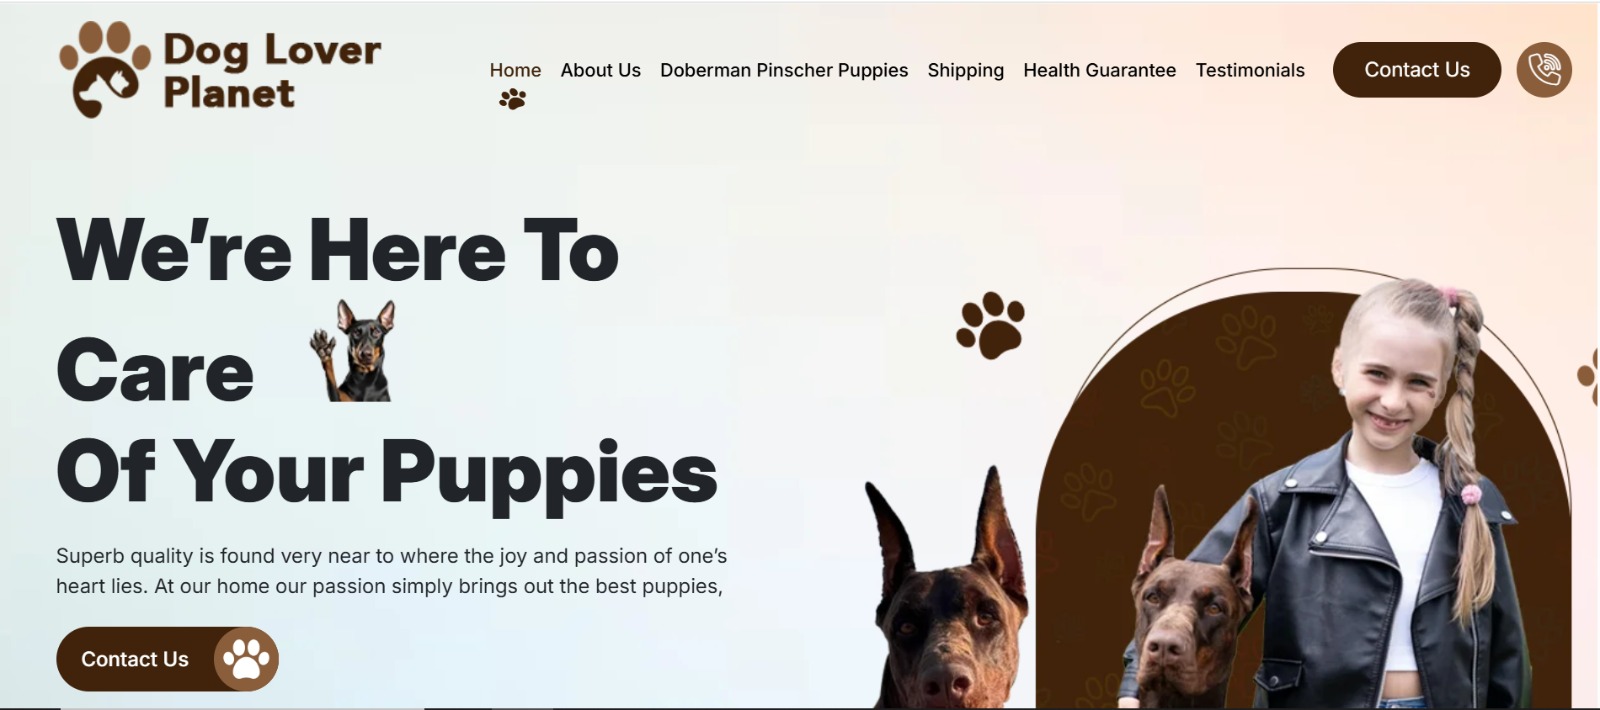 Dog Lover
Planet
Home About Us Doberman Pinscher Puppies Shipping Health Guarantee Testimonials Contact Us
We’re Here To
Care
Of Your Puppies
Superb quality is found very near to where the joy and passion of one’s
heart lies. At our home our passion simply brings out the best puppies,
Contact Us